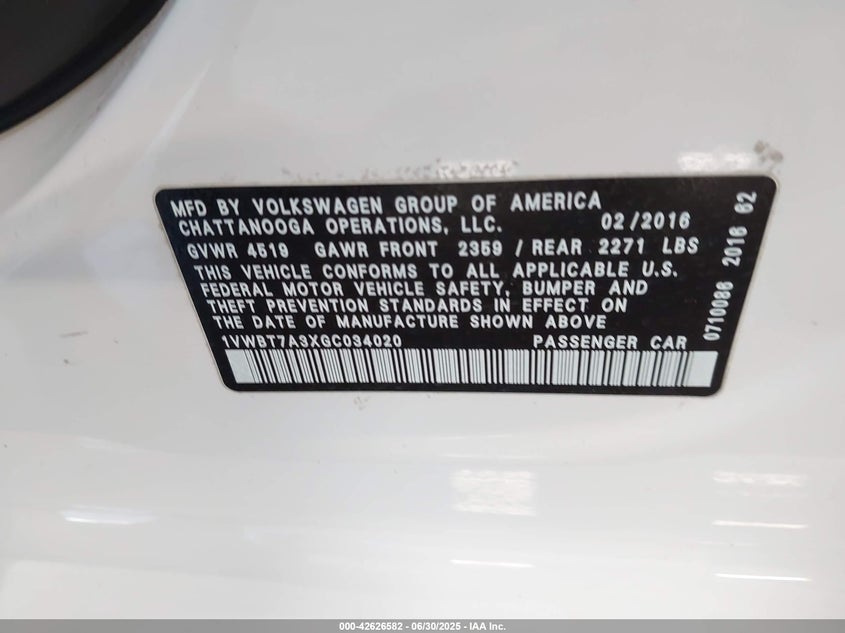 MFD BY VOLKSWAGEN GROUP OF AMERICA
CHATTANOOGA OPERATIONS, LLC. 02/2016
GVWR 4519 GAWR FRONT 2359 / REAR 2271 LBS
THIS VEHICLE CONFORMS TO ALL APPLICABLE U.S.
FEDERAL MOTOR VEHICLE SAFETY, BUMPER AND
THEFT PREVENTION STANDARDS IN EFFECT ON
THE DATE OF MANUFACTURE SHOWN ABOVE
1VWBT7A3XGC034020 PASSENGER CAR
0710086 2016 62
000-42626582 - 06/30/2025 - IAA Inc.